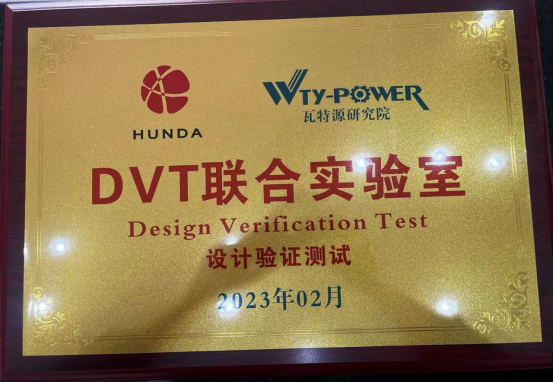 HUNDA
WTY-POWER
瓦特源研究院
DVT联合实验室
Design Verification Test
设计验证测试
2023年02月